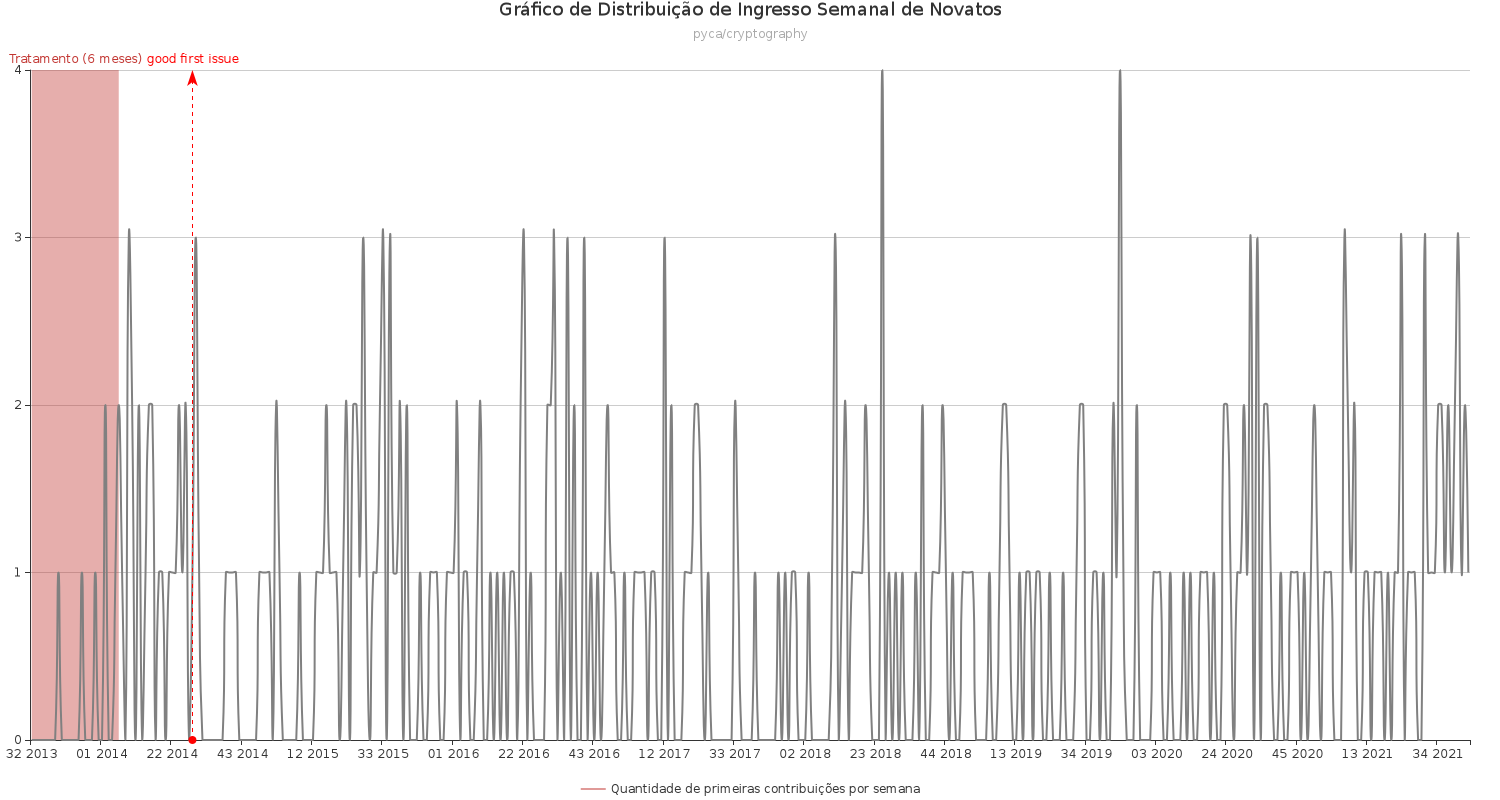 Gráfico de Distribuição de Ingresso Semanal de Novatos
pyca/cryptography
Tratamento (6 meses) good first issue
4
3
2
1
0
32 2013 01 2014 22 2014 43 2014 12 2015 33 2015 01 2016 22 2016 43 2016 12 2017 33 2017 02 2018 23 2018 44 2018 13 2019 34 2019 03 2020 24 2020 45 2020 13 2021 34 2021
Quantidade de primeiras contribuições por semana